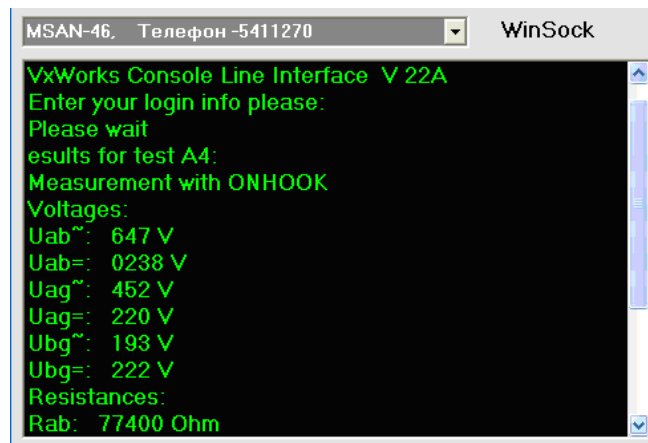 MSAN-46, Телефон-5411270
WinSock
VxWorks Console Line Interface V 22A
Enter your login info please:
Please wait
esults for test A4:
Measurement with ONHOOK
Voltages:
Uab~: 647 V
Uab=: 0238 V
Uag~: 452 V
Uag=: 220 V
Ubg~: 193 V
Ubg=: 222 V
Resistances:
Rab: 77400 Ohm